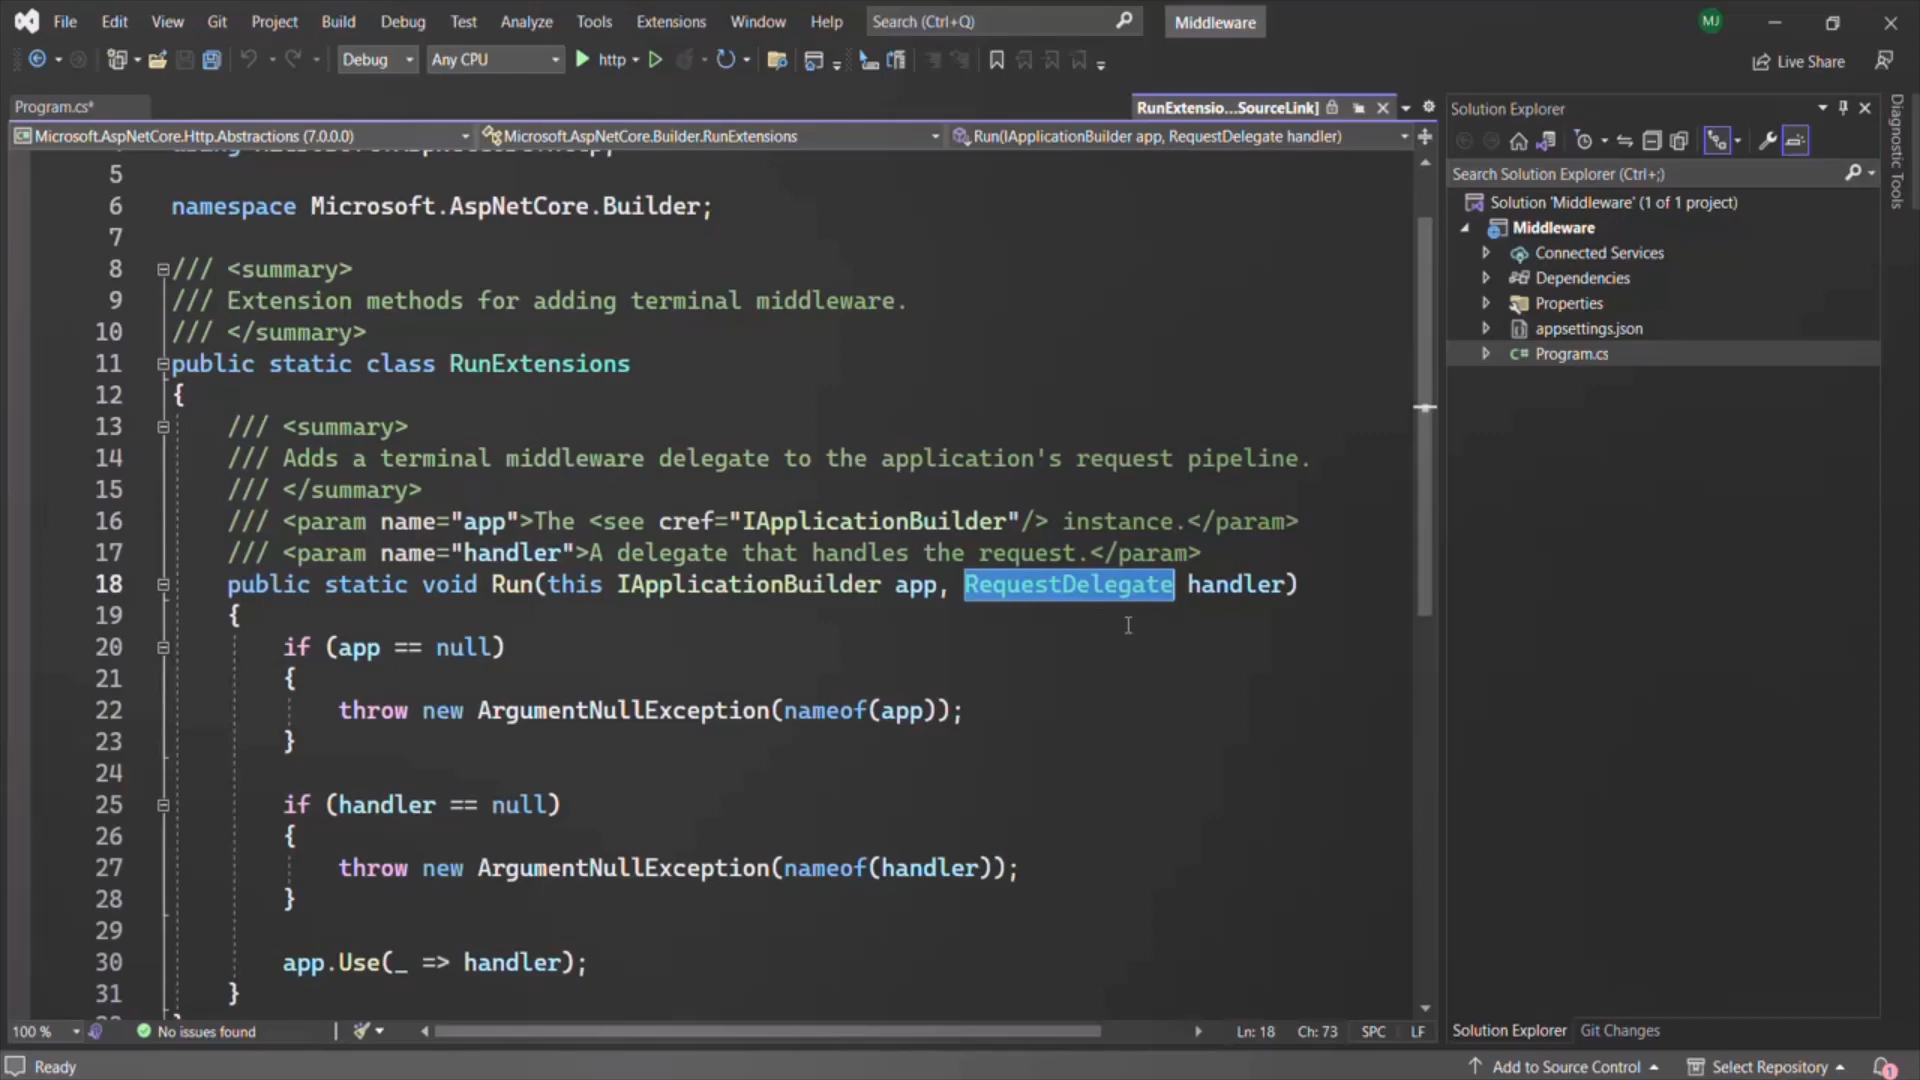 File Edit View Git Project Build Debug Test Analyze Tools Extensions Window Help Search (Ctrl+Q) Middleware MJ
Debug Any CPU http Live Share
Program.cs* RunExtensio...SourceLink]
Microsoft.AspNetCore.Http.Abstractions (7.0.0.0) Microsoft.AspNetCore.Builder.RunExtensions Run(IApplicationBuilder app, RequestDelegate handler)
5
6 namespace Microsoft.AspNetCore.Builder;
7
8 /// <summary>
9 /// Extension methods for adding terminal middleware.
10 /// </summary>
11 public static class RunExtensions
12 {
13 /// <summary>
14 /// Adds a terminal middleware delegate to the application's request pipeline.
15 /// </summary>
16 /// <param name="app">The <see cref="IApplicationBuilder"/> instance.</param>
17 /// <param name="handler">A delegate that handles the request.</param>
18 public static void Run(this IApplicationBuilder app, RequestDelegate handler)
19 {
20 if (app == null)
21 {
22 throw new ArgumentNullException(nameof(app));
23 }
24
25 if (handler == null)
26 {
27 throw new ArgumentNullException(nameof(handler));
28 }
29
30 app.Use(_ => handler);
31 }
100 % No issues found Ln: 18 Ch: 73 SPC LF
Solution Explorer
Search Solution Explorer (Ctrl+;)
Solution 'Middleware' (1 of 1 project)
Middleware
Connected Services
Dependencies
Properties
appsettings.json
C# Program.cs
Solution Explorer Git Changes
Diagnostic Tools
Ready Add to Source Control Select Repository 1